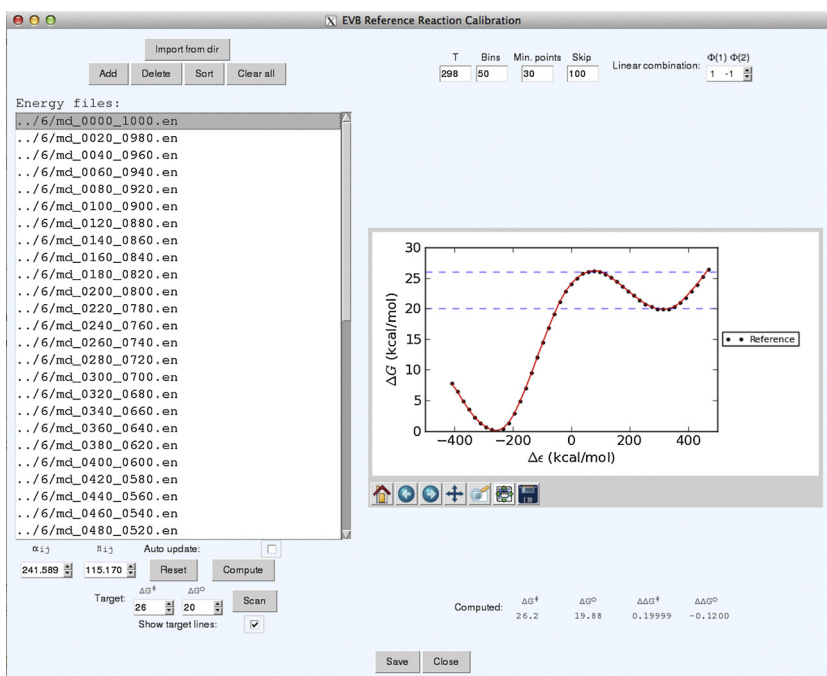 EVB Reference Reaction Calibration
Import from dir
Add Delete Sort Clear all
T Bins Min. points Skip
298 50 30 100
Linear combination:
Φ(1) Φ(2)
1 -1
Energy files:
../6/md_0000_1000.en
../6/md_0020_0980.en
../6/md_0040_0960.en
../6/md_0060_0940.en
../6/md_0080_0920.en
../6/md_0100_0900.en
../6/md_0120_0880.en
../6/md_0140_0860.en
../6/md_0160_0840.en
../6/md_0180_0820.en
../6/md_0200_0800.en
../6/md_0220_0780.en
../6/md_0240_0760.en
../6/md_0260_0740.en
../6/md_0280_0720.en
../6/md_0300_0700.en
../6/md_0320_0680.en
../6/md_0340_0660.en
../6/md_0360_0640.en
../6/md_0380_0620.en
../6/md_0400_0600.en
../6/md_0420_0580.en
../6/md_0440_0560.en
../6/md_0460_0540.en
../6/md_0480_0520.en
30
25
20
15
10
5
0
ΔG (kcal/mol)
−400 −200 0 200 400
Δϵ (kcal/mol)
Reference
αij Hij Auto update:
241.589 115.170 Reset Compute
ΔG‡ ΔG⁰
Target: 26 20 Scan
Show target lines:
ΔG‡ ΔG⁰ ΔΔG‡ ΔΔG⁰
Computed: 26.2 19.88 0.19999 -0.1200
Save Close